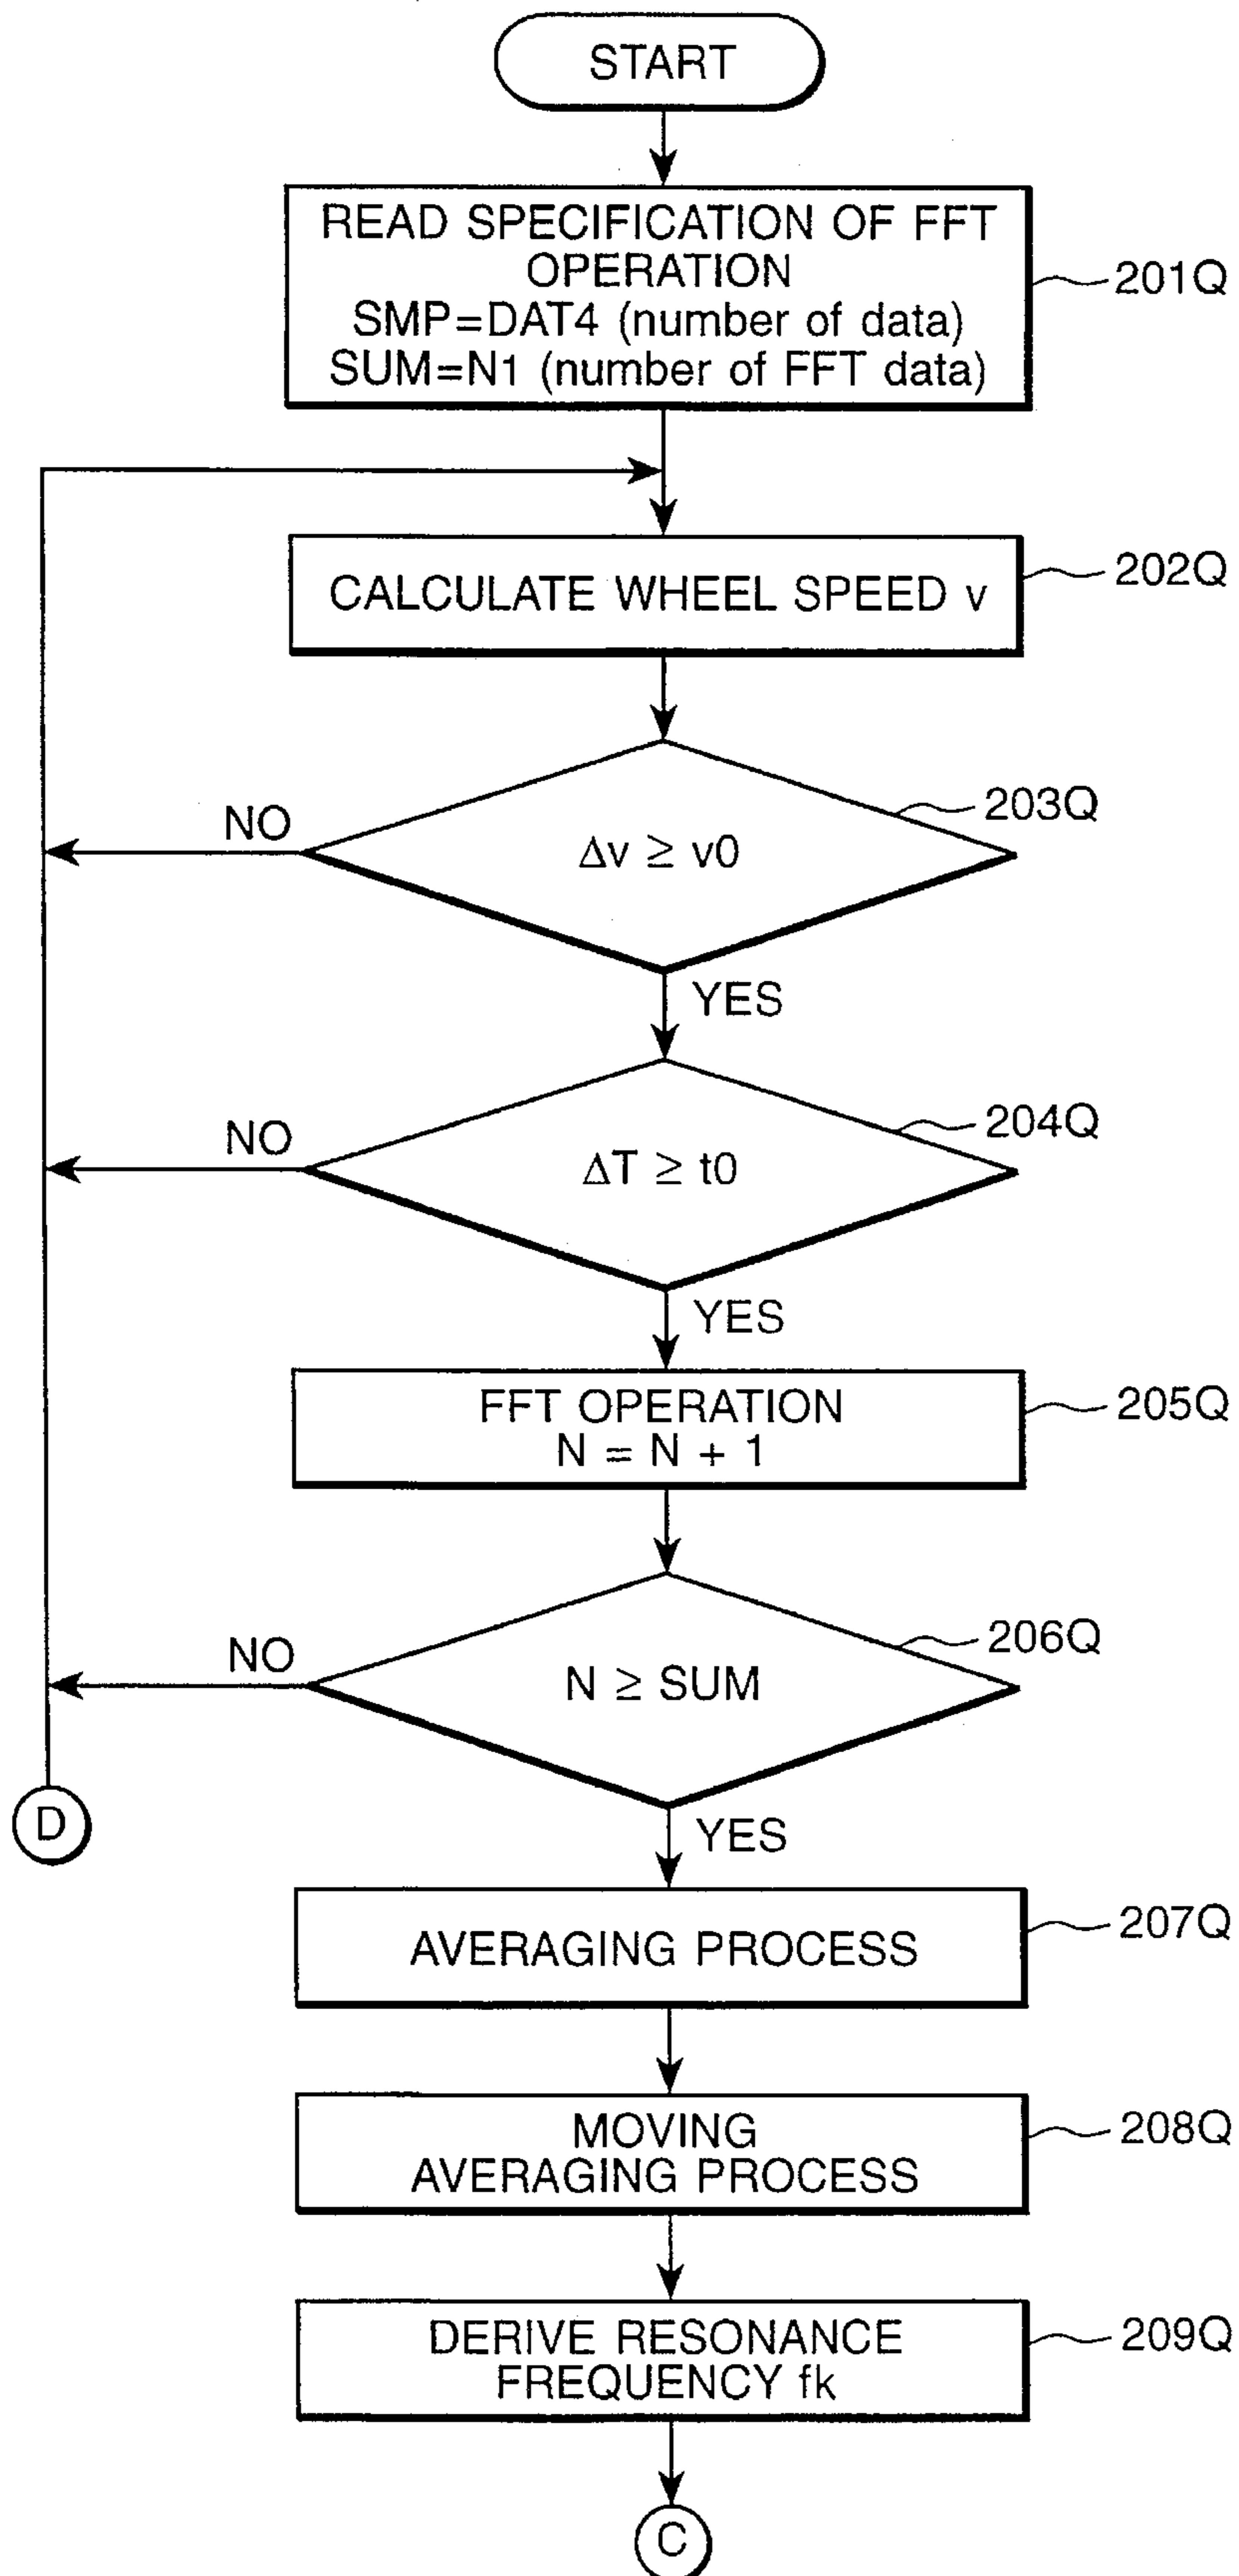 START
READ SPECIFICATION OF FFT
OPERATION
SMP=DAT4 (number of data)
SUM=N1 (number of FFT data)
201Q
CALCULATE WHEEL SPEED v
202Q
203Q
NO
Δv ≥ v0
YES
204Q
NO
ΔT ≥ t0
YES
FFT OPERATION
N = N + 1
205Q
206Q
NO
N ≥ SUM
D
YES
AVERAGING PROCESS
207Q
MOVING
AVERAGING PROCESS
208Q
DERIVE RESONANCE
FREQUENCY fk
209Q
C